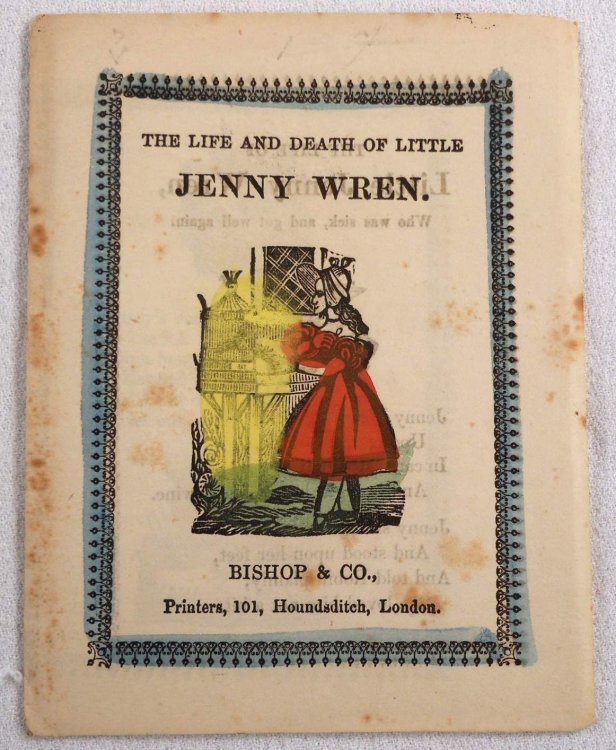 THE LIFE AND DEATH OF LITTLE
JENNY WREN.
BISHOP & CO.,
Printers, 101, Houndsditch, London.